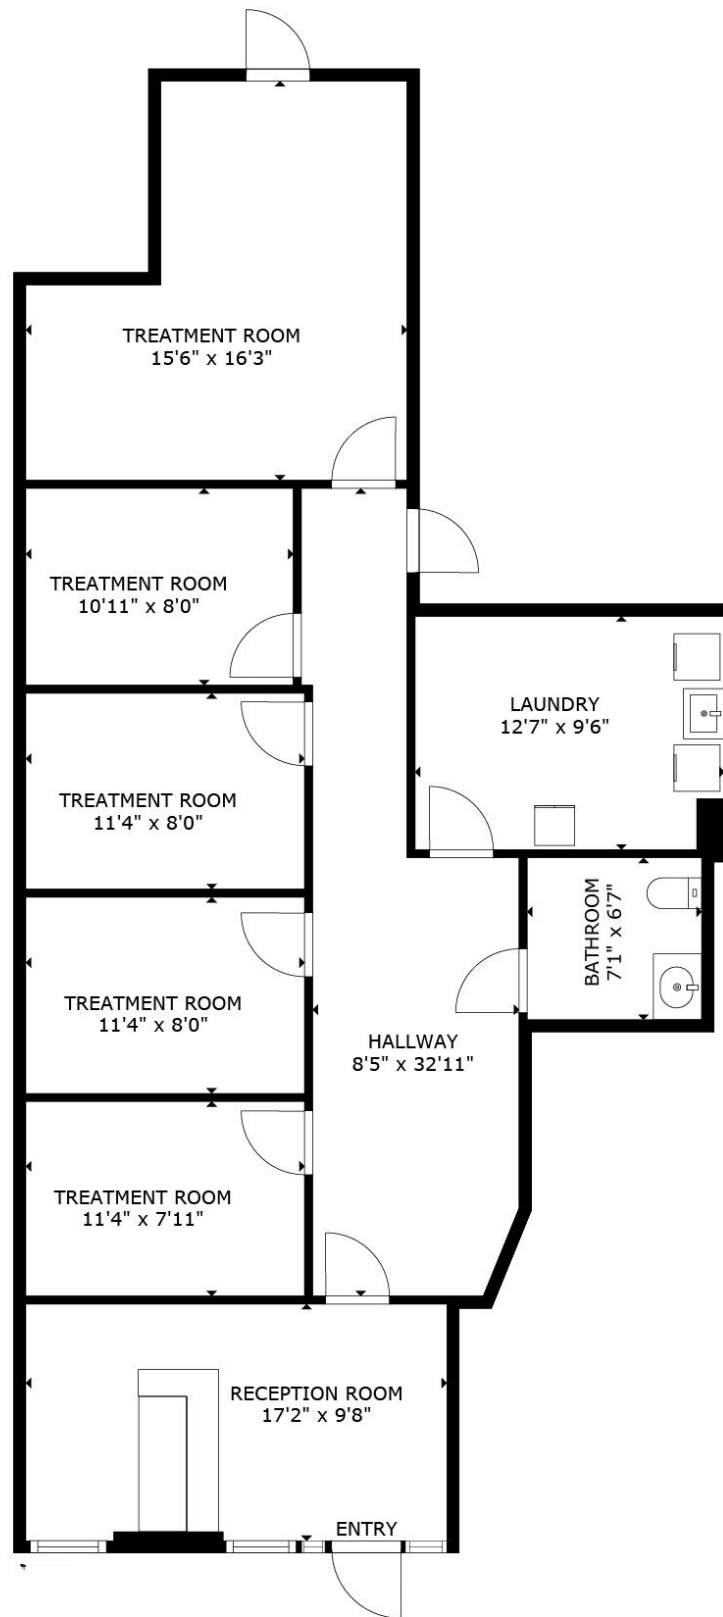 TREATMENT ROOM
15'6" x 16'3"
TREATMENT ROOM
10'11" x 8'0"
LAUNDRY
12'7" x 9'6"
TREATMENT ROOM
11'4" x 8'0"
BATHROOM
7'1" x 6'7"
TREATMENT ROOM
11'4" x 8'0"
HALLWAY
8'5" x 32'11"
TREATMENT ROOM
11'4" x 7'11"
RECEPTION ROOM
17'2" x 9'8"
ENTRY